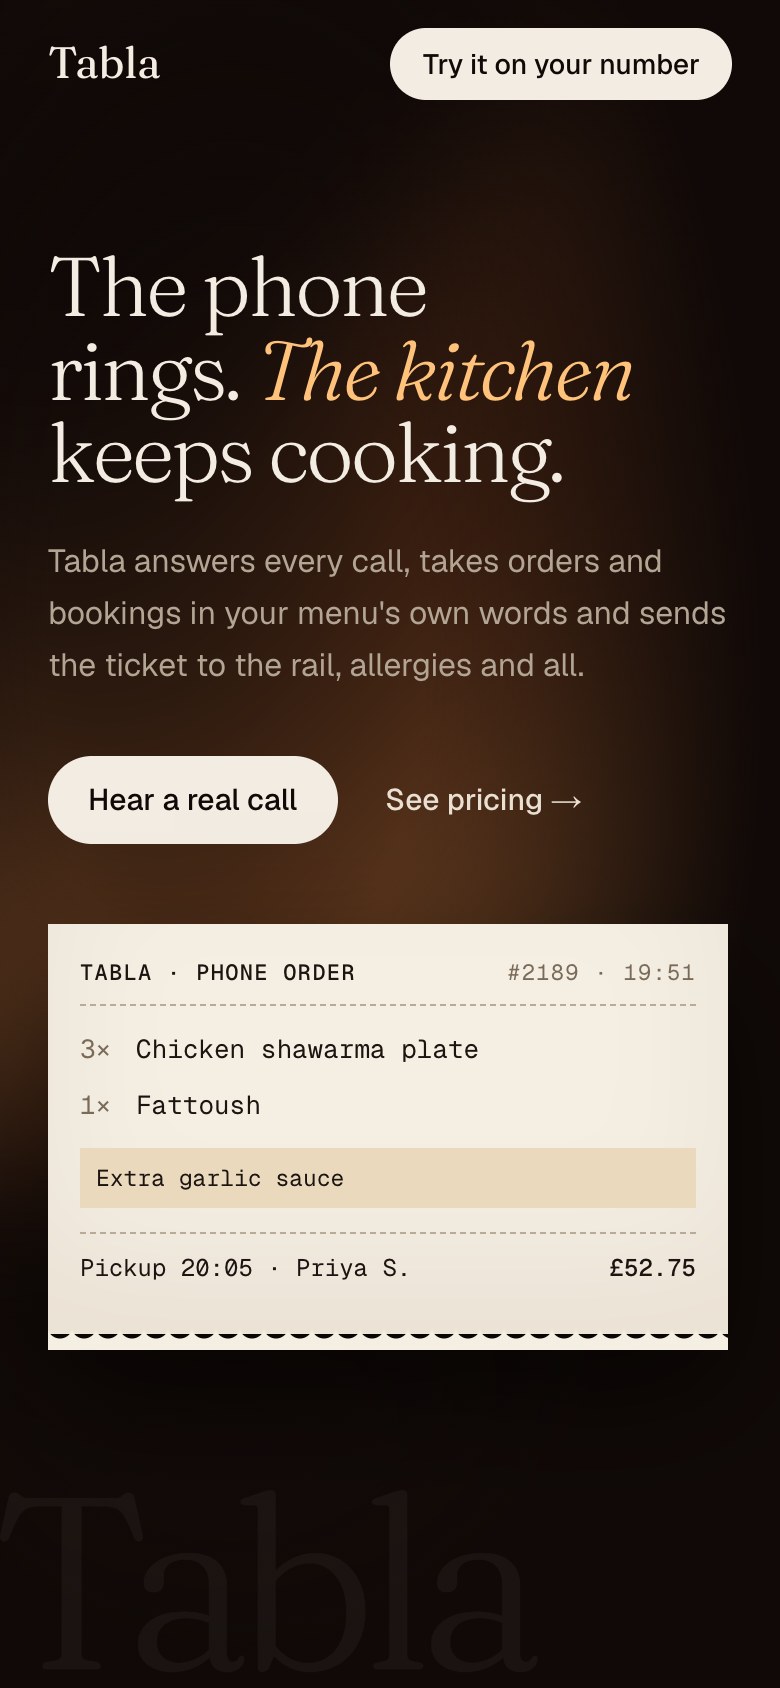 Tabla
Try it on your number
The phone
rings. The kitchen
keeps cooking.
Tabla answers every call, takes orders and
bookings in your menu's own words and sends
the ticket to the rail, allergies and all.
Hear a real call
See pricing →
TABLA · PHONE ORDER
#2189 · 19:51
3× Chicken shawarma plate
1× Fattoush
Extra garlic sauce
Pickup 20:05 · Priya S.
£52.75
Tabla